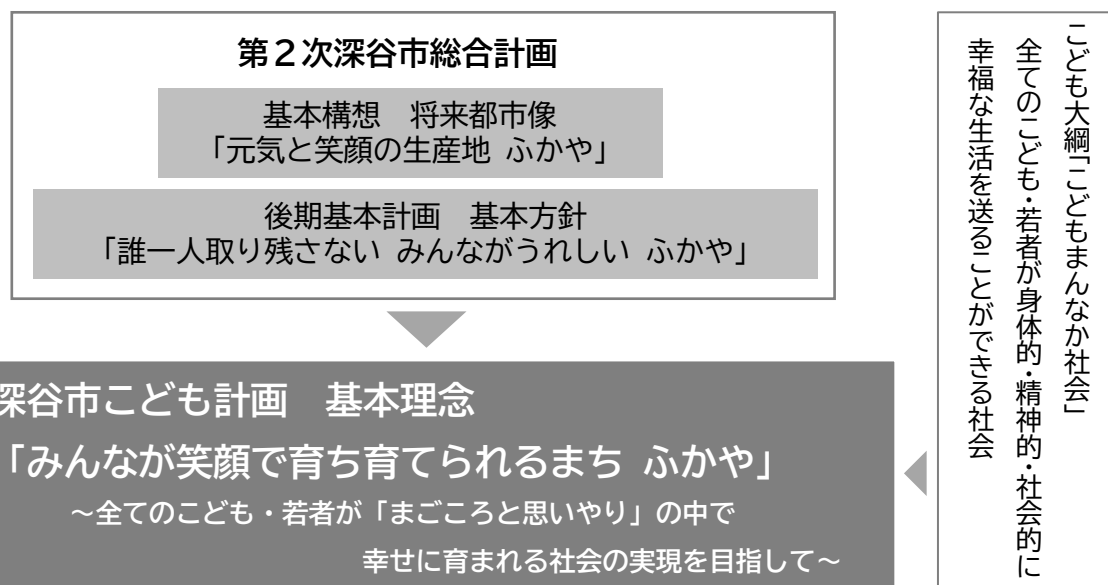 第２次深谷市総合計画
基本構想　将来都市像
「元気と笑顔の生産地 ふかや」
後期基本計画　基本方針
「誰一人取り残さない みんながうれしい ふかや」
深谷市こども計画　基本理念
「みんなが笑顔で育ち育てられるまち ふかや」
～全てのこども・若者が「まごころと思いやり」の中で
幸せに育まれる社会の実現を目指して～
こども大綱「こどもまんなか社会」
全てのこども・若者が身体的・精神的・社会的に
幸福な生活を送ることができる社会